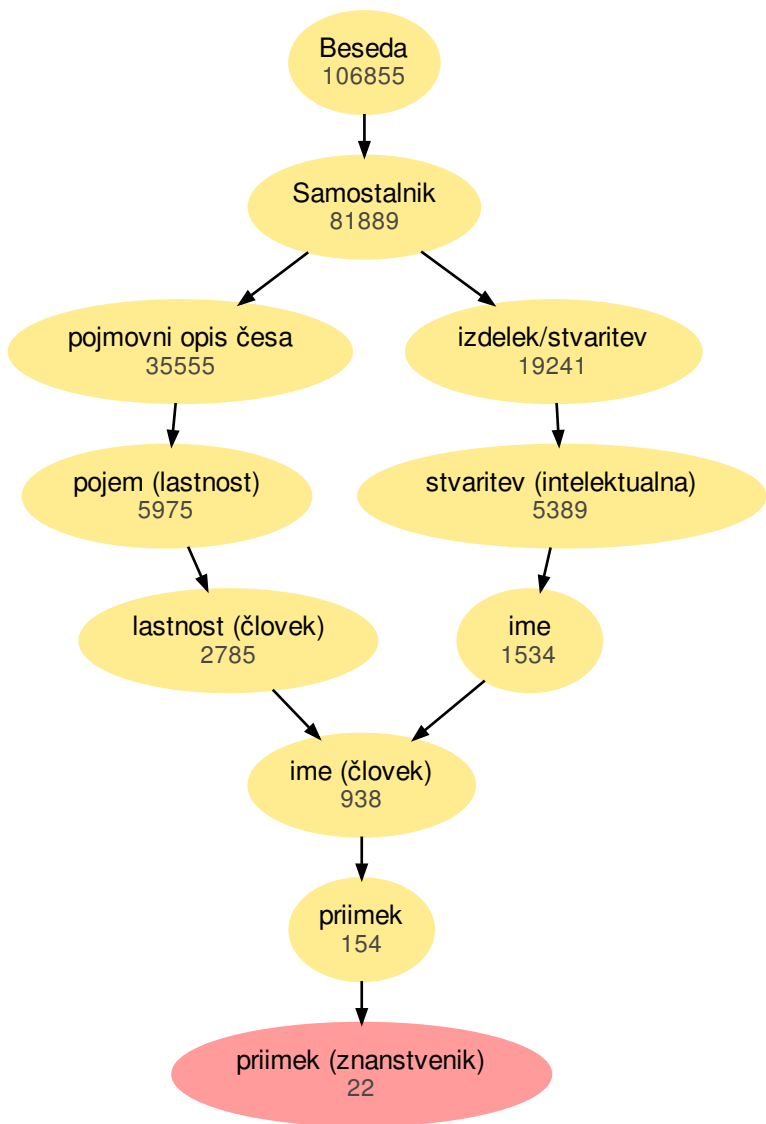 Beseda
106855
Samostalnik
81889
pojmovni opis česa
35555
izdelek/stvaritev
19241
pojem (lastnost)
5975
stvaritev (intelektualna)
5389
lastnost (človek)
2785
ime
1534
ime (človek)
938
priimek
154
priimek (znanstvenik)
22